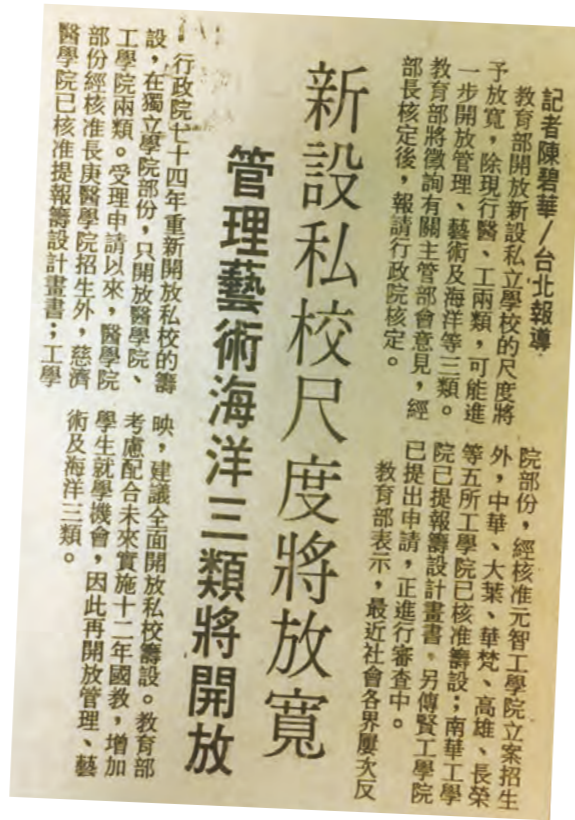 新設私校尺度將放寬
管理藝術海洋三類將開放
記者陳碧華/台北報導
教育部開放新設私立學校的尺度將
予放寬,除現行醫、工兩類,可能進
一步開放管理、藝術及海洋等三類。
教育部將徵詢有關主管部會意見,經
部長核定後,報請行政院核定。
行政院七十四年重新開放私校的籌
設,在獨立學院部份,只開放醫學院、
工學院兩類。受理申請以來,醫學院
部份經核准長庚醫學院招生外,慈濟
醫學院已核准提報籌設計畫書;工學
院部份,經核准元智工學院立案招生
外,中華、大葉、華梵、高雄、長榮
等五所工學院已核准籌設;南華工學
院已提報籌設計畫書。另傳賢工學院
已提出申請,正進行審查中。
教育部表示,最近社會各界屢次反
映,建議全面開放私校籌設。教育部
考慮配合未來實施十二年國教,增加
學生就學機會,因此再開放管理、藝
術及海洋三類。